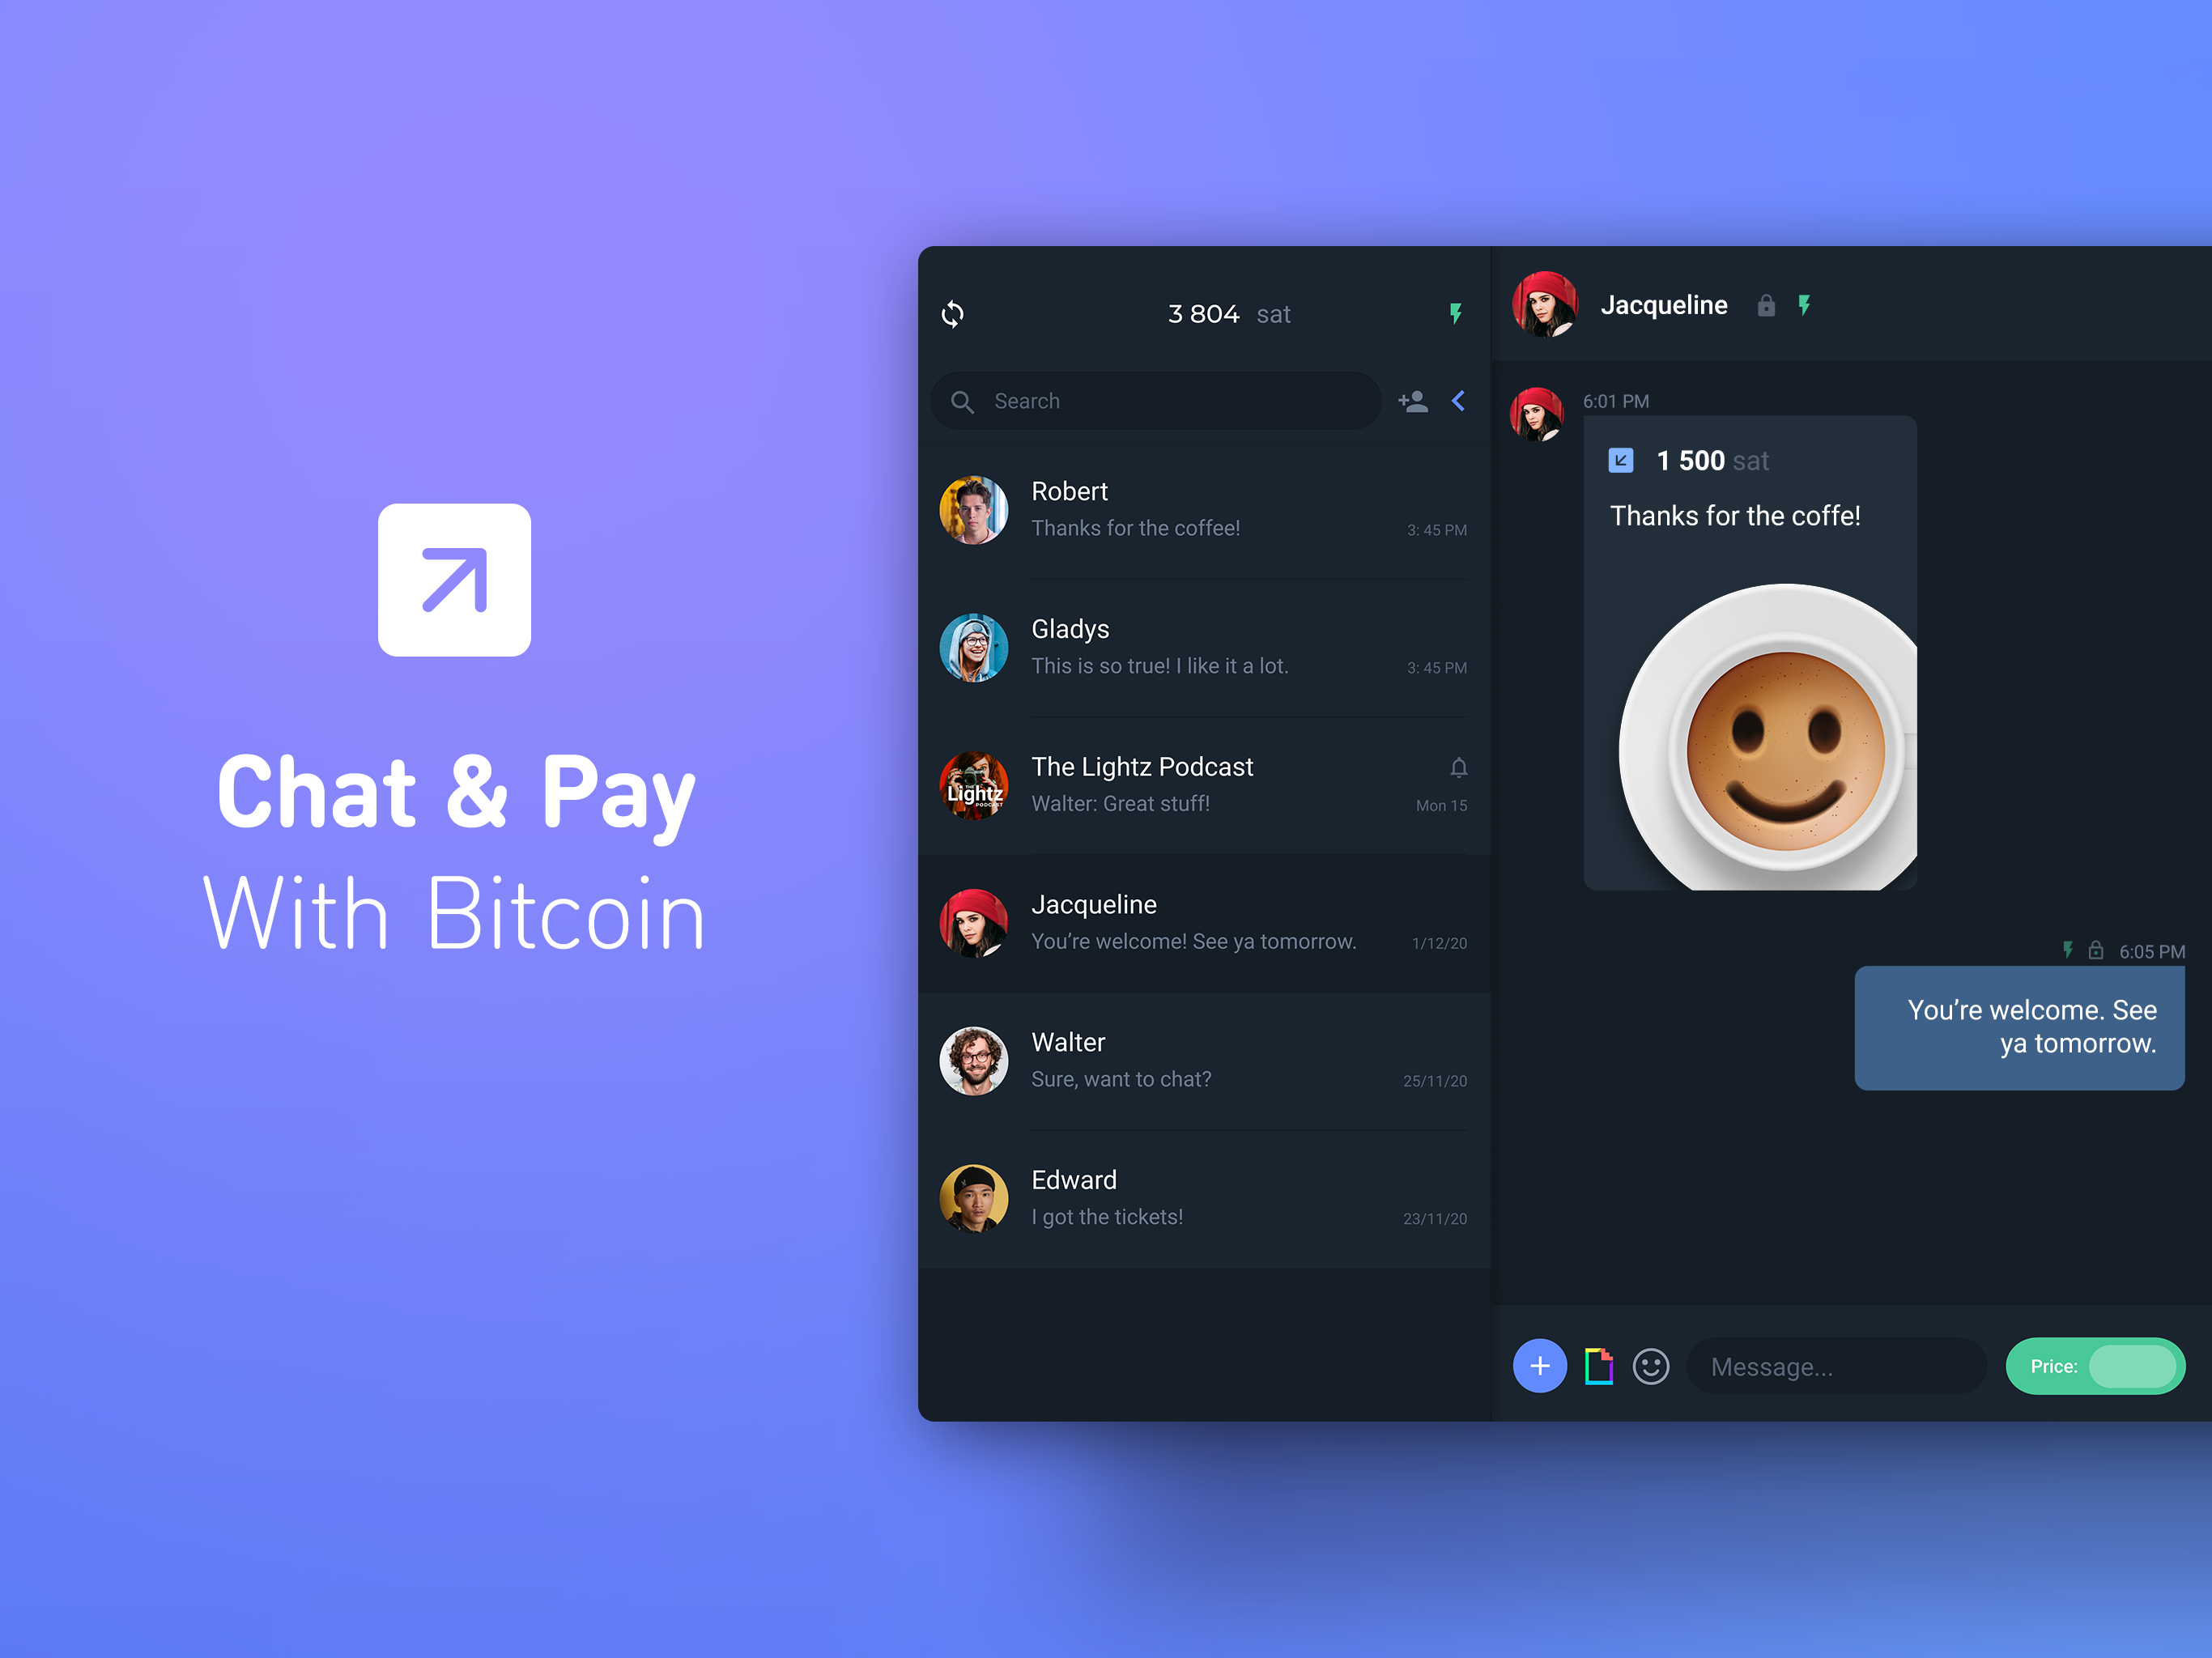 Chat & Pay
With Bitcoin
3 804 sat
Search
Robert
Thanks for the coffee!
3: 45 PM
Gladys
This is so true! I like it a lot.
3: 45 PM
The Lightz Podcast
Walter: Great stuff!
Mon 15
THE
Lightz
PODCAST
Jacqueline
You’re welcome! See ya tomorrow.
1/12/20
Walter
Sure, want to chat?
25/11/20
Edward
I got the tickets!
23/11/20
Jacqueline
6:01 PM
1 500 sat
Thanks for the coffe!
6:05 PM
You’re welcome. See
ya tomorrow.
Message...
Price: